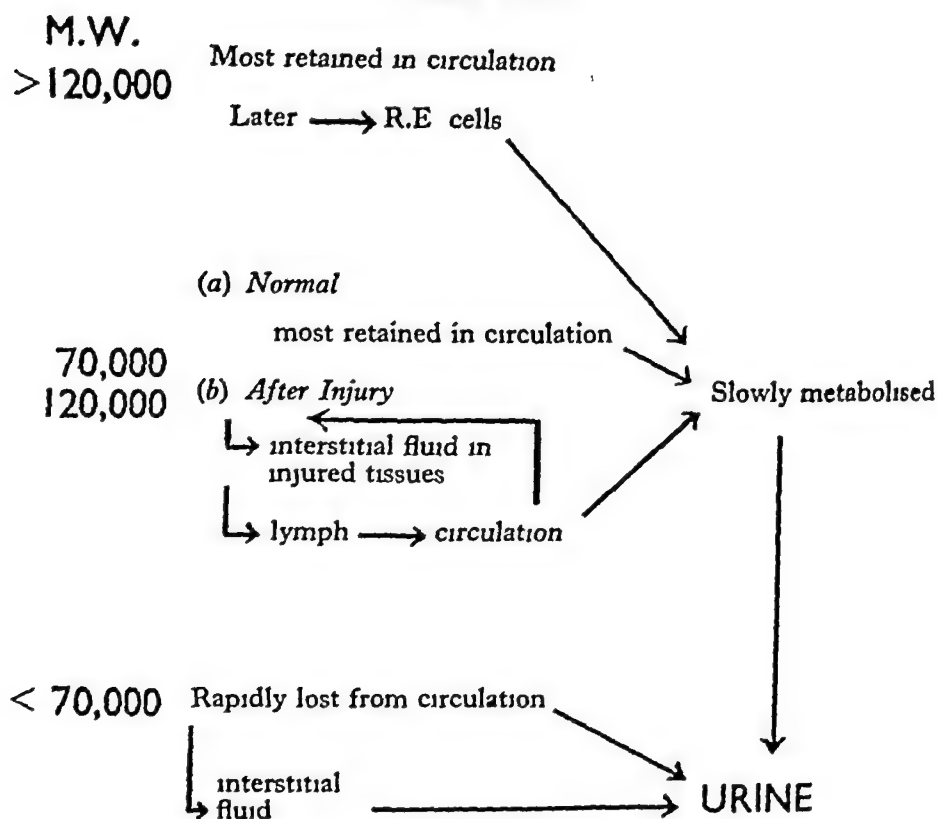 M.W.
>120,000
Most retained in circulation
Later → R.E cells
(a) Normal
most retained in circulation
70,000
120,000
(b) After Injury
Slowly metabolised
interstitial fluid in
injured tissues
lymph → circulation
< 70,000 Rapidly lost from circulation
interstitial
fluid
URINE